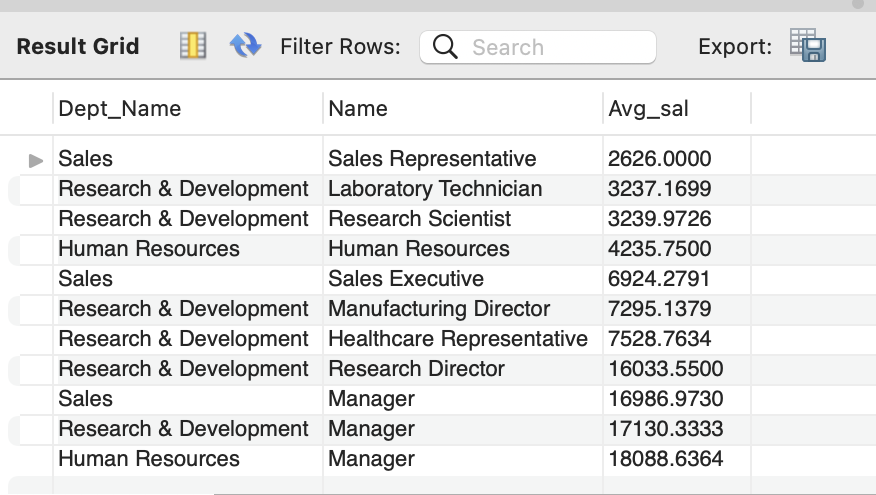 Result Grid Filter Rows: Search Export:
Dept_Name Name Avg_sal
Sales Sales Representative 2626.0000
Research & Development Laboratory Technician 3237.1699
Research & Development Research Scientist 3239.9726
Human Resources Human Resources 4235.7500
Sales Sales Executive 6924.2791
Research & Development Manufacturing Director 7295.1379
Research & Development Healthcare Representative 7528.7634
Research & Development Research Director 16033.5500
Sales Manager 16986.9730
Research & Development Manager 17130.3333
Human Resources Manager 18088.6364